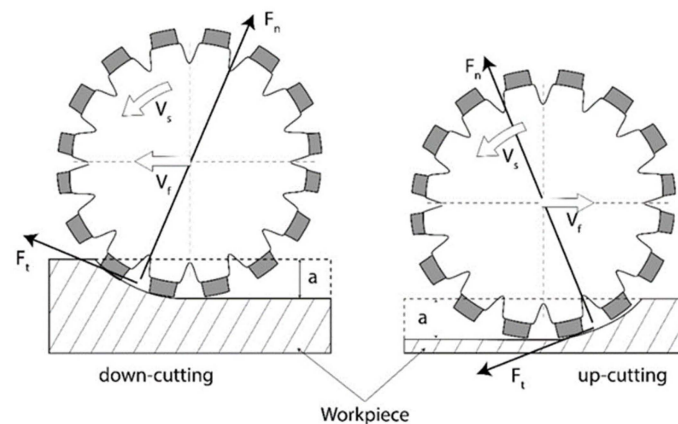 Fn
Vs
Vf
Ft
a
down-cutting
Fn
Vs
Vf
a
Ft
up-cutting
Workpiece